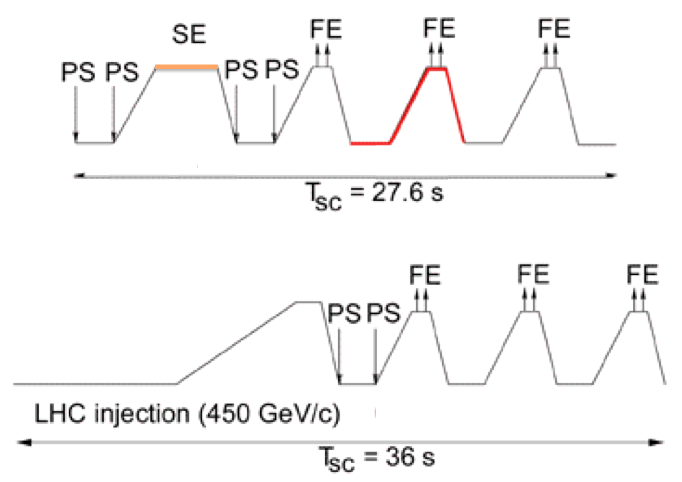 SE
FE
FE
FE
PS PS
PS PS
Tsc = 27.6 s
FE
FE
FE
PS PS
LHC injection (450 GeV/c)
Tsc = 36 s